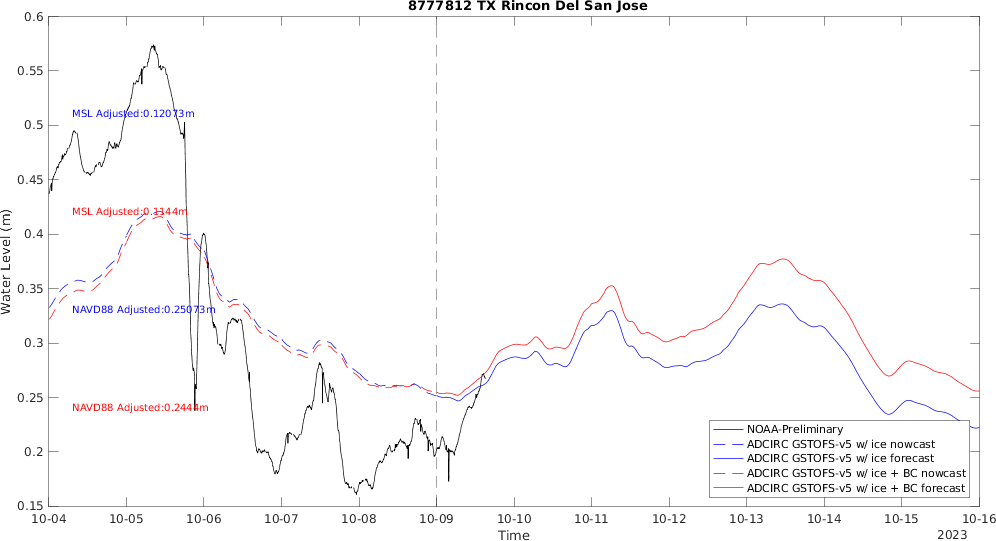 8777812 TX Rincon Del San Jose
0.6
0.55
0.5
0.45
0.4
0.35
0.3
0.25
0.2
0.15
Water Level (m)
MSL Adjusted:0.12073m
MSL Adjusted:0.1144m
NAVD88 Adjusted:0.25073m
NAVD88 Adjusted:0.2444m
NOAA-Preliminary
ADCIRC GSTOFS-v5 w/ ice nowcast
ADCIRC GSTOFS-v5 w/ ice forecast
ADCIRC GSTOFS-v5 w/ ice + BC nowcast
ADCIRC GSTOFS-v5 w/ ice + BC forecast
10-04 10-05 10-06 10-07 10-08 10-09 10-10 10-11 10-12 10-13 10-14 10-15 10-16
Time
2023